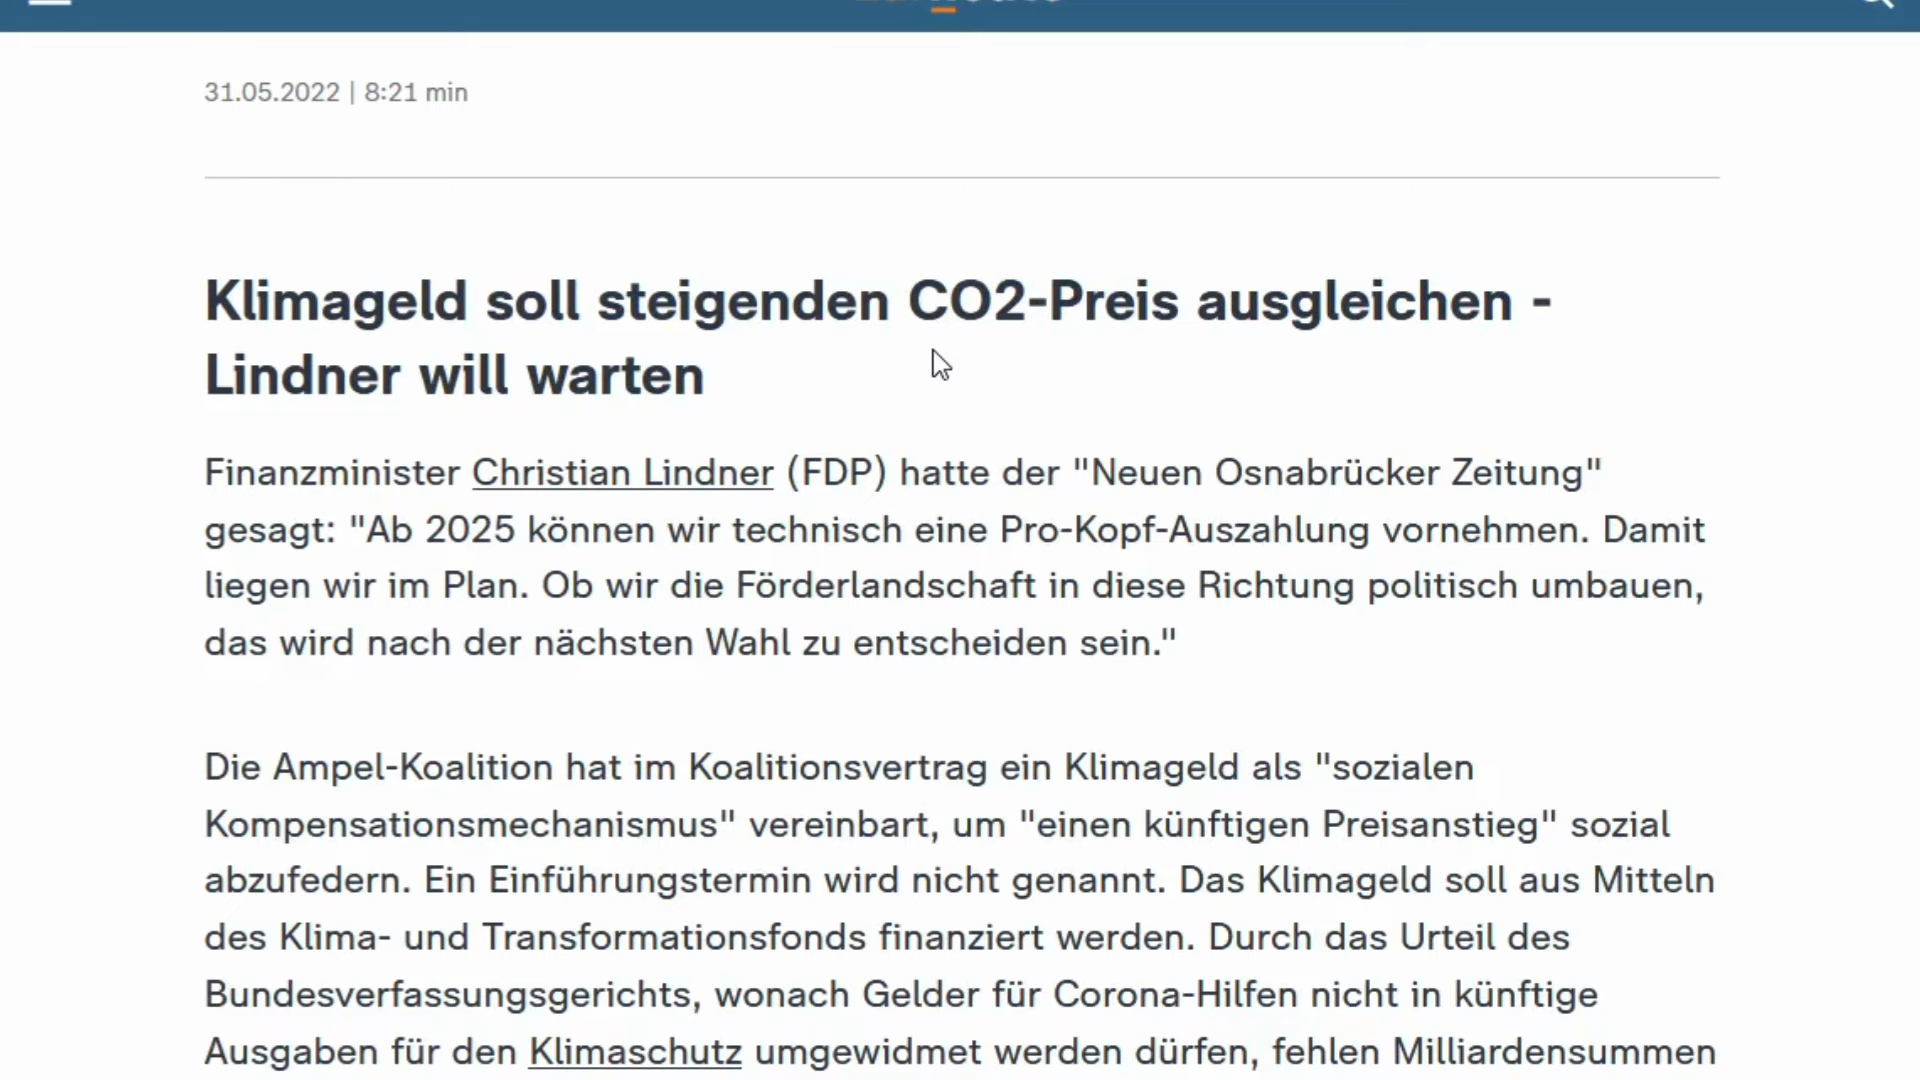 31.05.2022 | 8:21 min
Klimageld soll steigenden CO2-Preis ausgleichen -
Lindner will warten
Finanzminister Christian Lindner (FDP) hatte der "Neuen Osnabrücker Zeitung"
gesagt: "Ab 2025 können wir technisch eine Pro-Kopf-Auszahlung vornehmen. Damit
liegen wir im Plan. Ob wir die Förderlandschaft in diese Richtung politisch umbauen,
das wird nach der nächsten Wahl zu entscheiden sein."
Die Ampel-Koalition hat im Koalitionsvertrag ein Klimageld als "sozialen
Kompensationsmechanismus" vereinbart, um "einen künftigen Preisanstieg" sozial
abzufedern. Ein Einführungstermin wird nicht genannt. Das Klimageld soll aus Mitteln
des Klima- und Transformationsfonds finanziert werden. Durch das Urteil des
Bundesverfassungsgerichts, wonach Gelder für Corona-Hilfen nicht in künftige
Ausgaben für den Klimaschutz umgewidmet werden dürfen, fehlen Milliardensummen